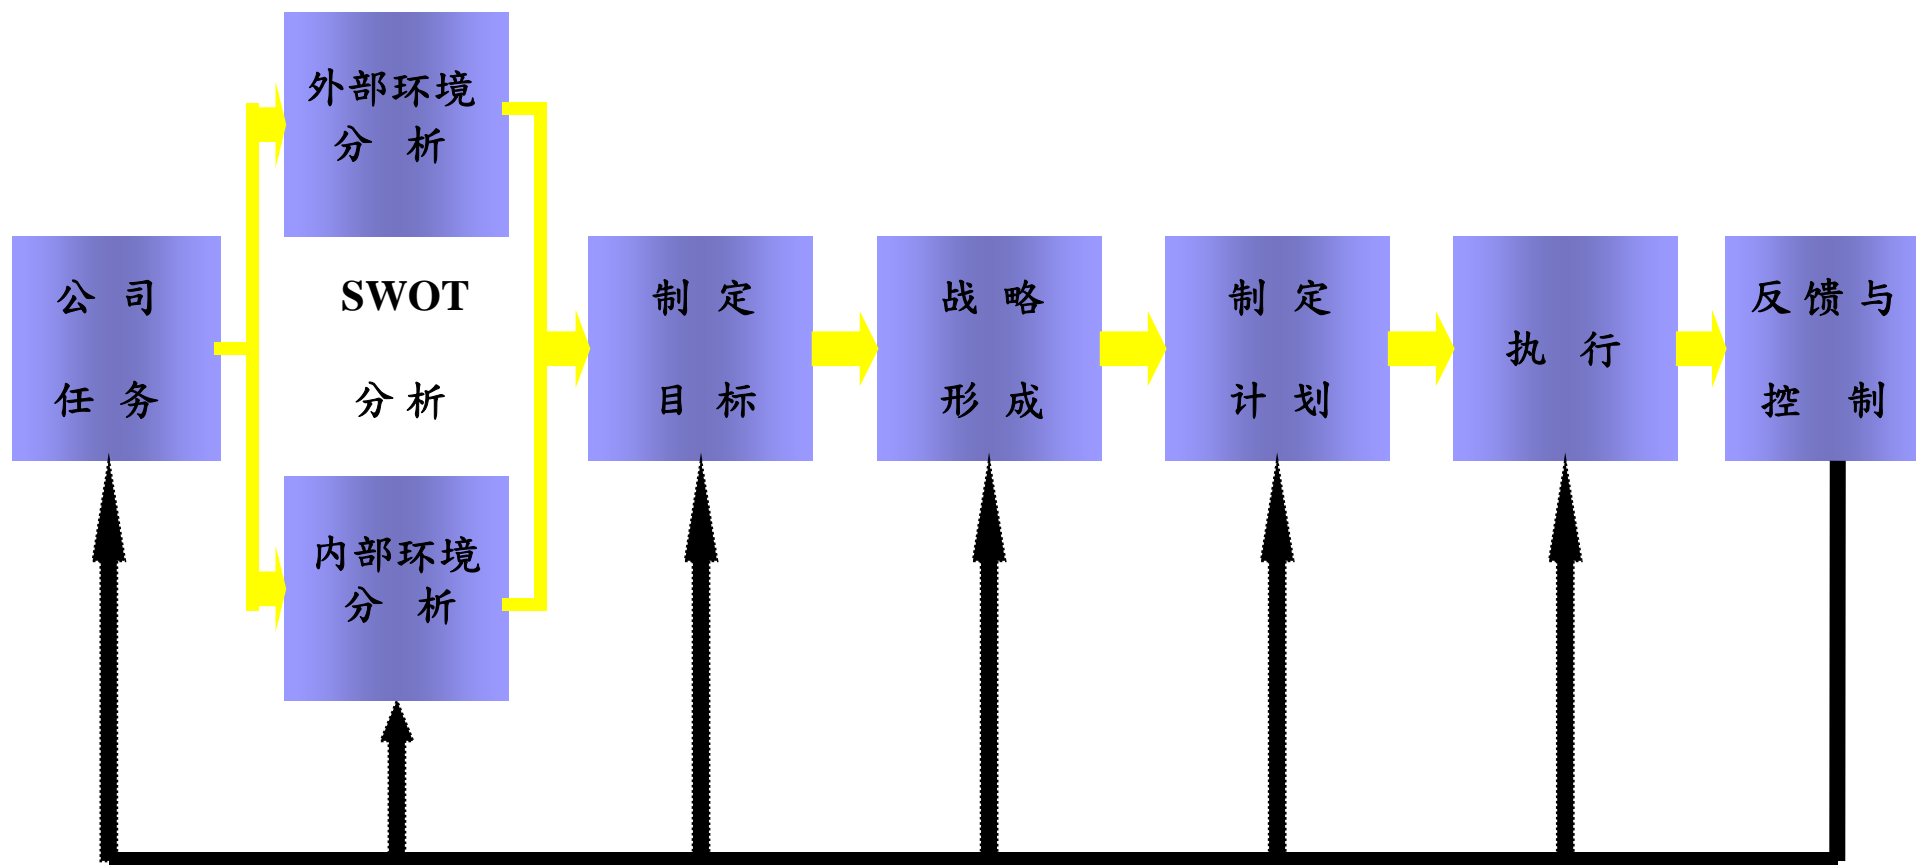 公司
任务
外部环境
分析
SWOT
分析
内部环境
分析
制定
目标
战略
形成
制定
计划
执行
反馈与
控制